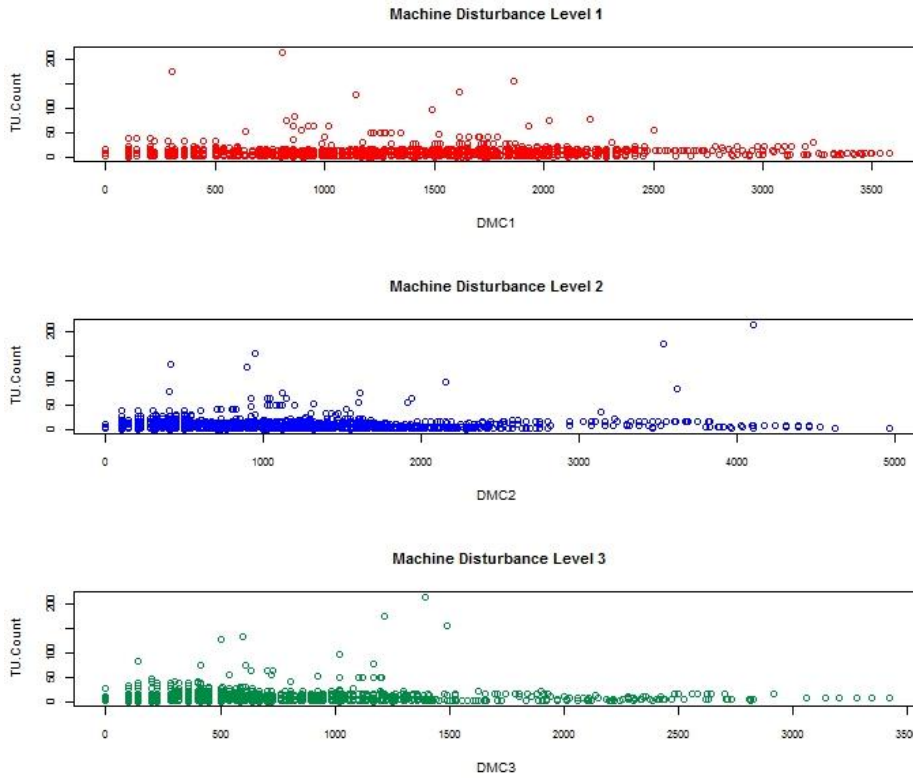 Machine Disturbance Level 1
TU.Count
0 50 100 200
0 500 1000 1500 2000 2500 3000 3500
DMC1
Machine Disturbance Level 2
TU.Count
0 50 100 200
0 1000 2000 3000 4000 5000
DMC2
Machine Disturbance Level 3
TU.Count
0 50 100 200
0 500 1000 1500 2000 2500 3000 350
DMC3